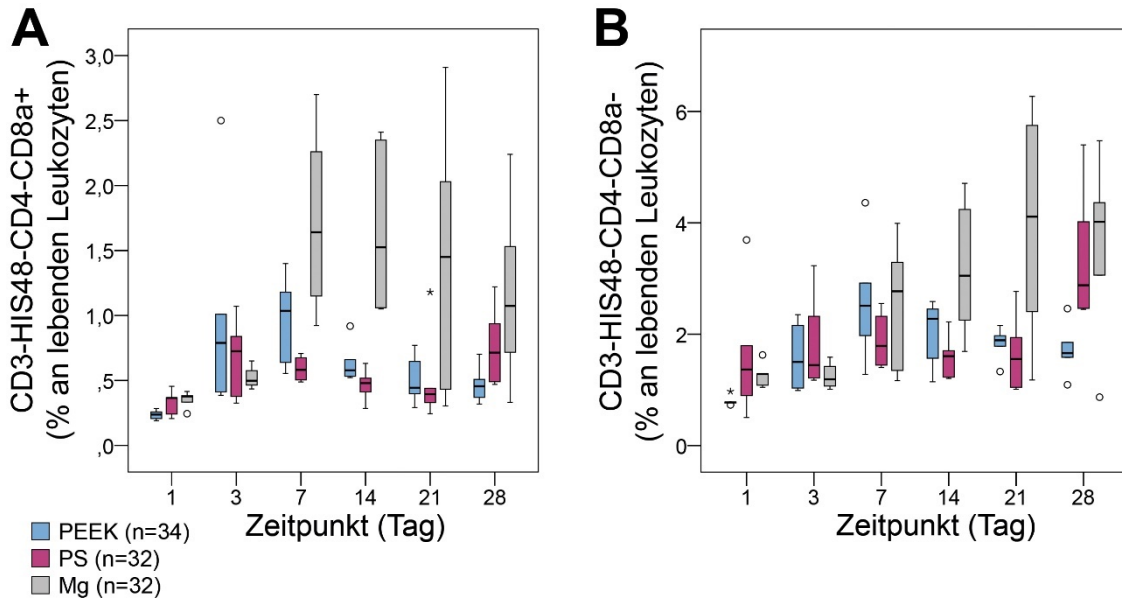 A
CD3-HIS48-CD4-CD8a+
(% an lebenden Leukozyten)
3,0
2,5
2,0
1,5
1,0
,5
,0
1 3 7 14 21 28
Zeitpunkt (Tag)
B
CD3-HIS48-CD4-CD8a-
(% an lebenden Leukozyten)
6
4
2
0
1 3 7 14 21 28
Zeitpunkt (Tag)
PEEK (n=34)
PS (n=32)
Mg (n=32)